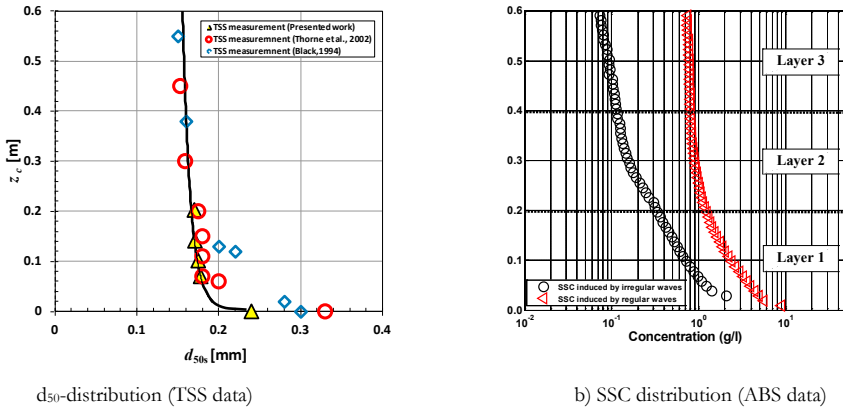 TSS measurement (Presented work)
TSS measuremnent (Thorne et al., 2002)
TSS measuremnent (Black,1994)
0.6
0.5
0.4
0.3
0.2
0.1
0
z_c [m]
0 0.1 0.2 0.3 0.4
d_50s [mm]
d50-distribution (TSS data)
0.6
0.5
0.4
0.3
0.2
0.1
0.0
Layer 3
Layer 2
Layer 1
SSC induced by irregular waves
SSC induced by regular waves
10^-2 10^-1 10^0 10^1
Concentration (g/l)
b) SSC distribution (ABS data)